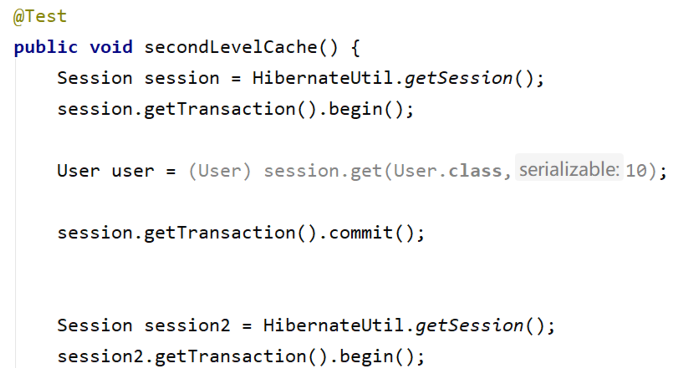 @Test
public void secondLevelCache() {
Session session = HibernateUtil.getSession();
session.getTransaction().begin();
User user = (User) session.get(User.class, serializable: 10);
session.getTransaction().commit();
Session session2 = HibernateUtil.getSession();
session2.getTransaction().begin();